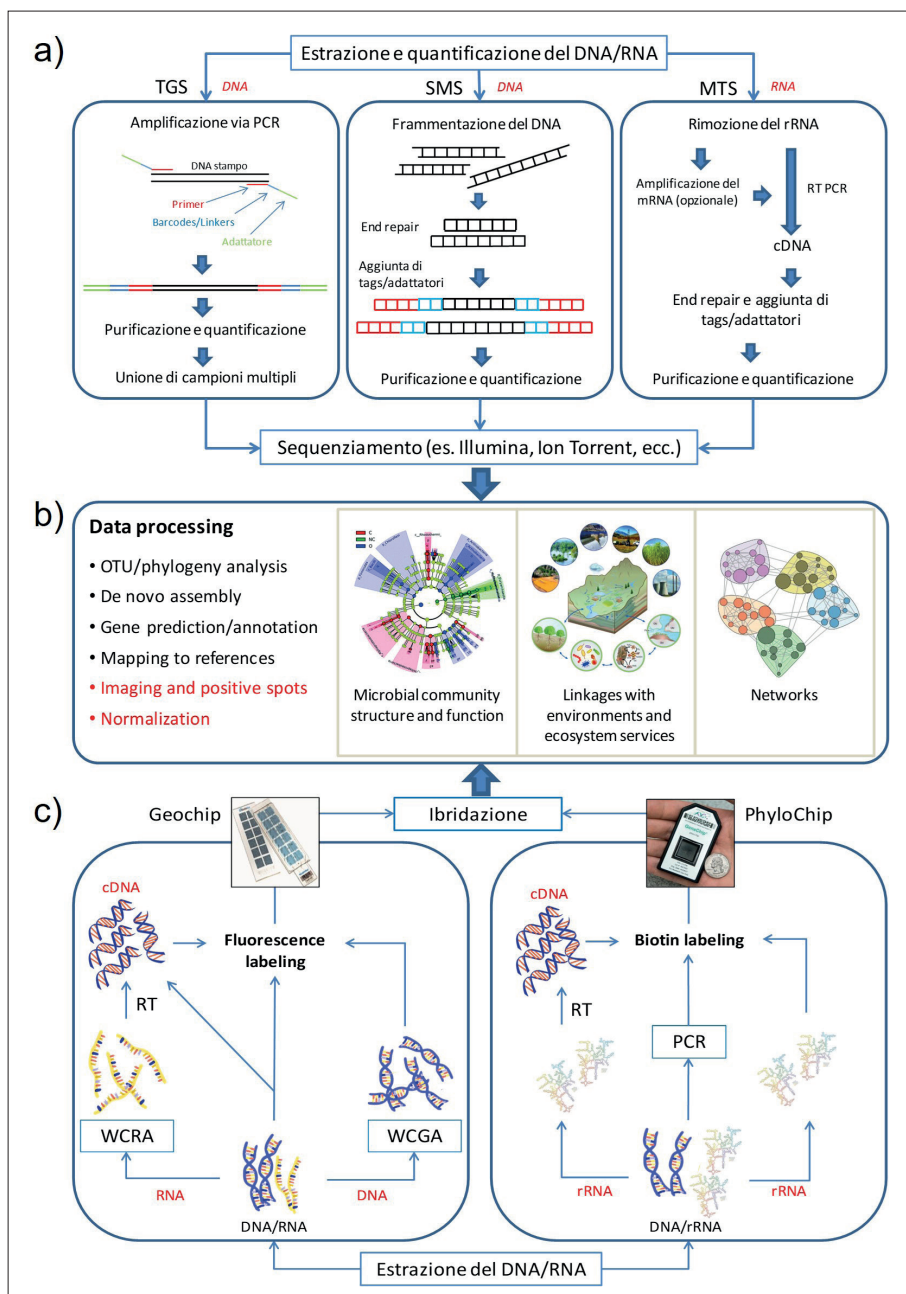 a)
Estrazione e quantificazione del DNA/RNA
TGS
DNA
SMS
DNA
MTS
RNA
Amplificazione via PCR
DNA stampo
Primer
Barcodes/Linkers
Adattatore
Purificazione e quantificazione
Unione di campioni multipli
Frammentazione del DNA
End repair
Aggiunta di
tags/adattatori
Purificazione e quantificazione
Rimozione del rRNA
Amplificazione del
mRNA (opzionale)
RT PCR
cDNA
End repair e aggiunta di
tags/adattatori
Purificazione e quantificazione
Sequenziamento (es. Illumina, Ion Torrent, ecc.)
b)
Data processing
• OTU/phylogeny analysis
• De novo assembly
• Gene prediction/annotation
• Mapping to references
• Imaging and positive spots
• Normalization
C
NC
O
Microbial community
structure and function
Linkages with
environments and
ecosystem services
Networks
c)
Geochip
Ibridazione
PhyloChip
cDNA
Fluorescence
labeling
RT
WCRA
WCGA
RNA
DNA
DNA/RNA
cDNA
Biotin labeling
RT
PCR
rRNA
rRNA
DNA/rRNA
Estrazione del DNA/RNA